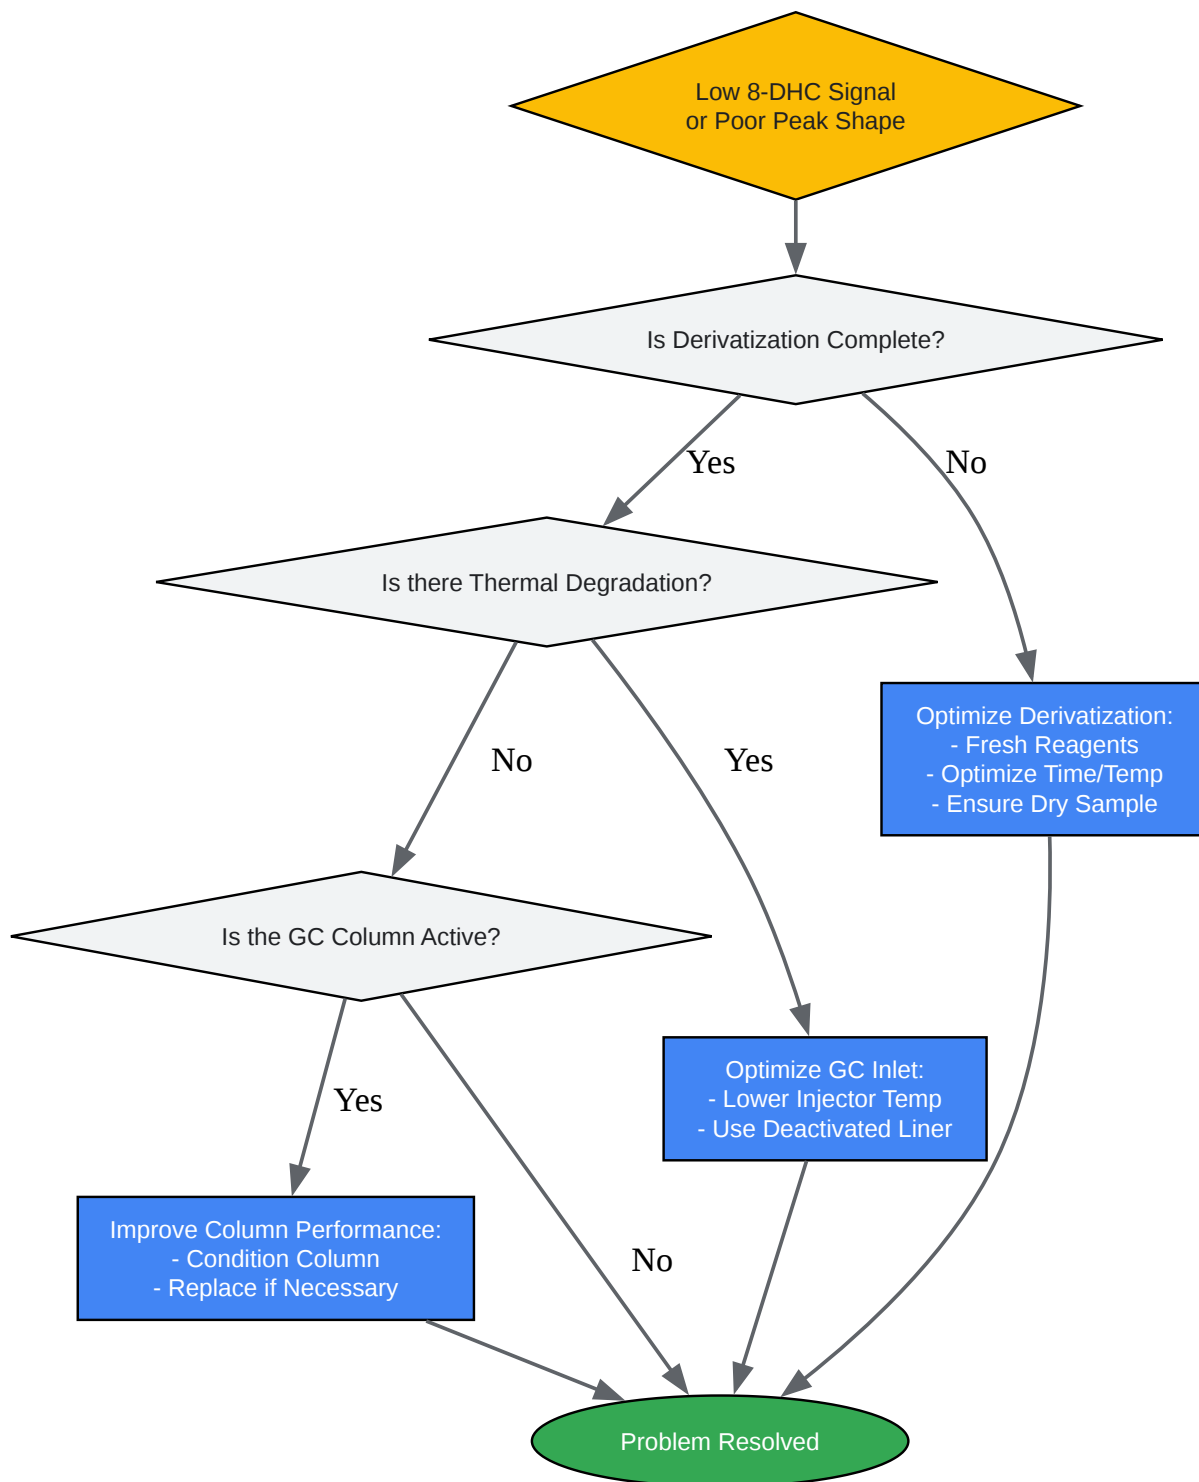 Low 8-DHC Signal
or Poor Peak Shape
Is Derivatization Complete?
Yes
No
Is there Thermal Degradation?
Optimize Derivatization:
- Fresh Reagents
- Optimize Time/Temp
- Ensure Dry Sample
No
Yes
Is the GC Column Active?
Optimize GC Inlet:
- Lower Injector Temp
- Use Deactivated Liner
Yes
Improve Column Performance:
- Condition Column
- Replace if Necessary
No
Problem Resolved